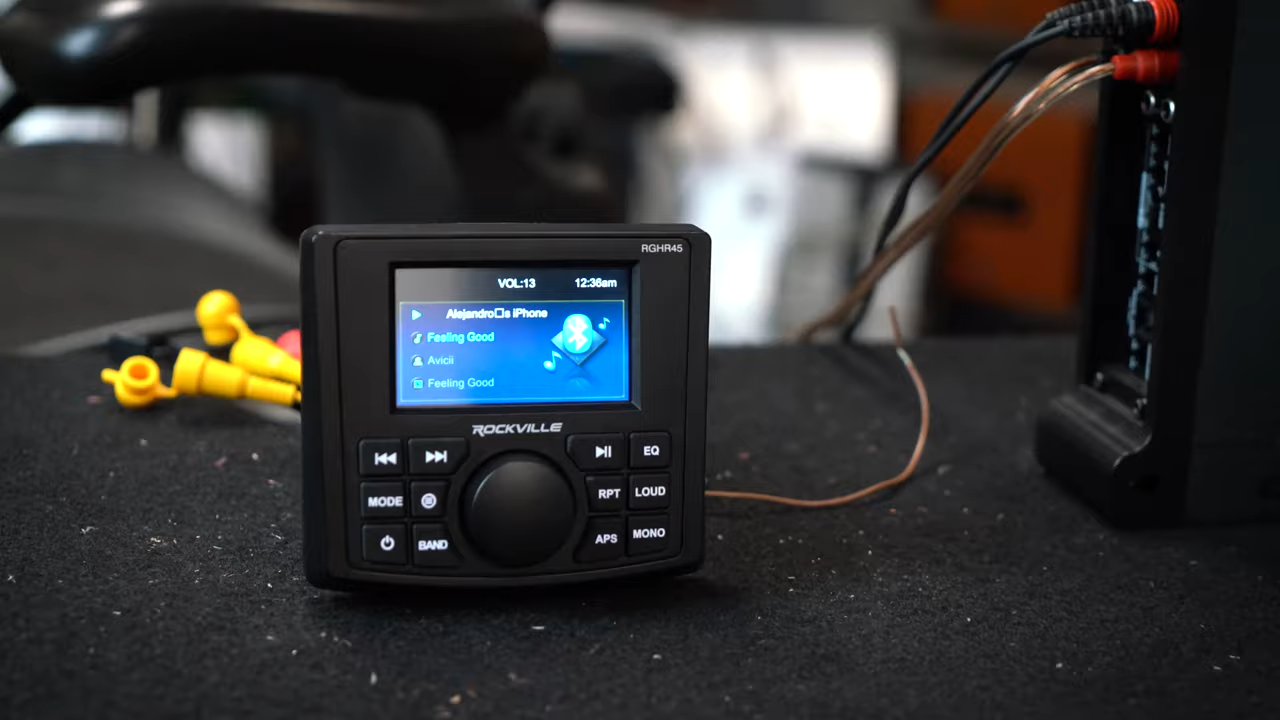 RGHR45
VOL:13 12:36am
Alejandro□s iPhone
Feeling Good
Avicii
Feeling Good
ROCKVILLE
EQ
MODE RPT LOUD
BAND APS MONO